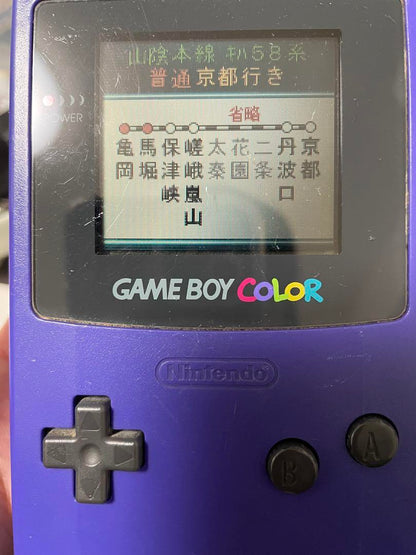 山陰本線 ｷﾊ58系
普通 京都行き
POWER
省略
亀岡 馬堀 保津峡 嵯峨嵐山 太秦 花園 二条 丹波口 京都
GAME BOY COLOR
Nintendo
B A